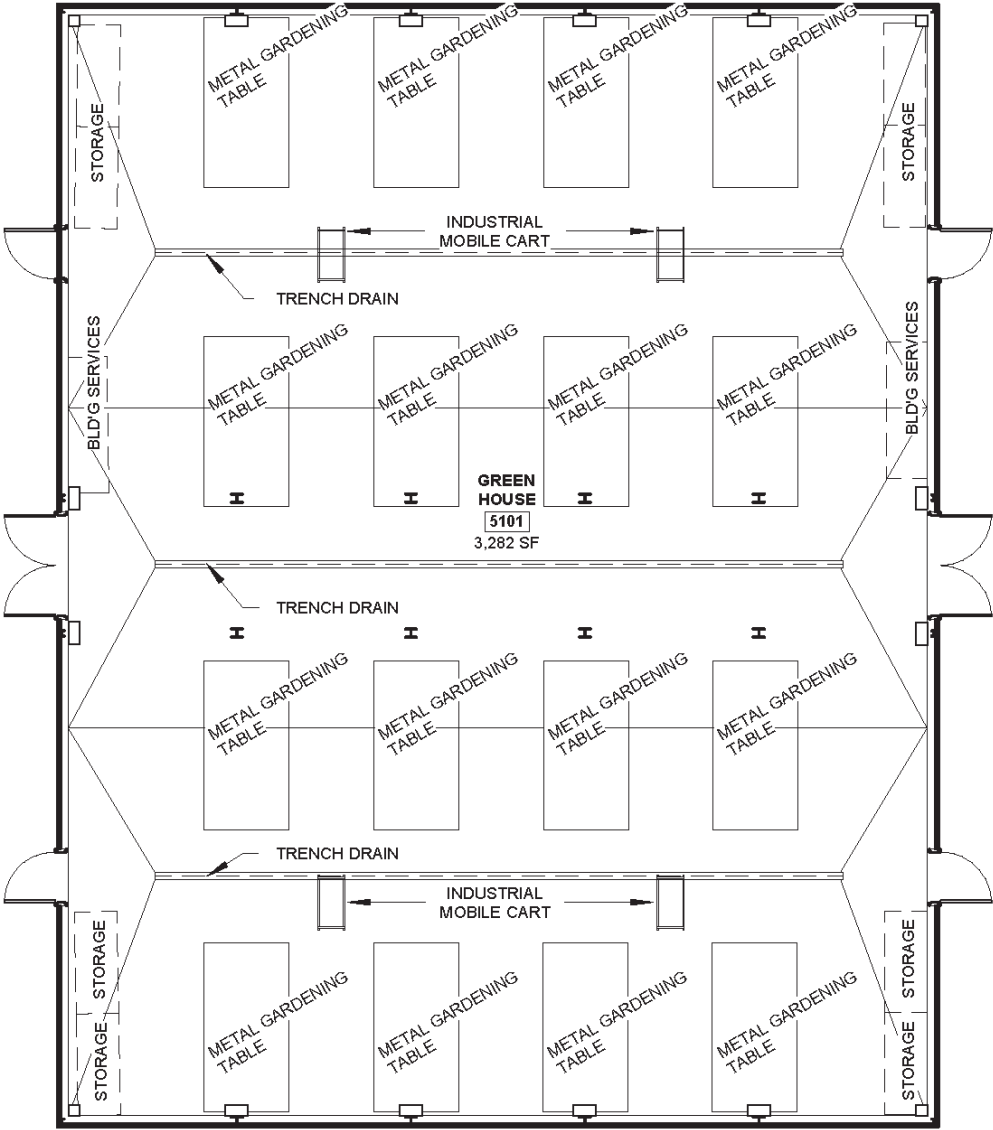 METAL GARDENING
TABLE
METAL GARDENING
TABLE
METAL GARDENING
TABLE
METAL GARDENING
TABLE
STORAGE
STORAGE
INDUSTRIAL
MOBILE CART
TRENCH DRAIN
BLD'G SERVICES
METAL GARDENING
TABLE
METAL GARDENING
TABLE
METAL GARDENING
TABLE
METAL GARDENING
TABLE
BLD'G SERVICES
GREEN
HOUSE
5101
3,282 SF
TRENCH DRAIN
METAL GARDENING
TABLE
METAL GARDENING
TABLE
METAL GARDENING
TABLE
METAL GARDENING
TABLE
TRENCH DRAIN
INDUSTRIAL
MOBILE CART
STORAGE
STORAGE
METAL GARDENING
TABLE
METAL GARDENING
TABLE
METAL GARDENING
TABLE
METAL GARDENING
TABLE
STORAGE
STORAGE